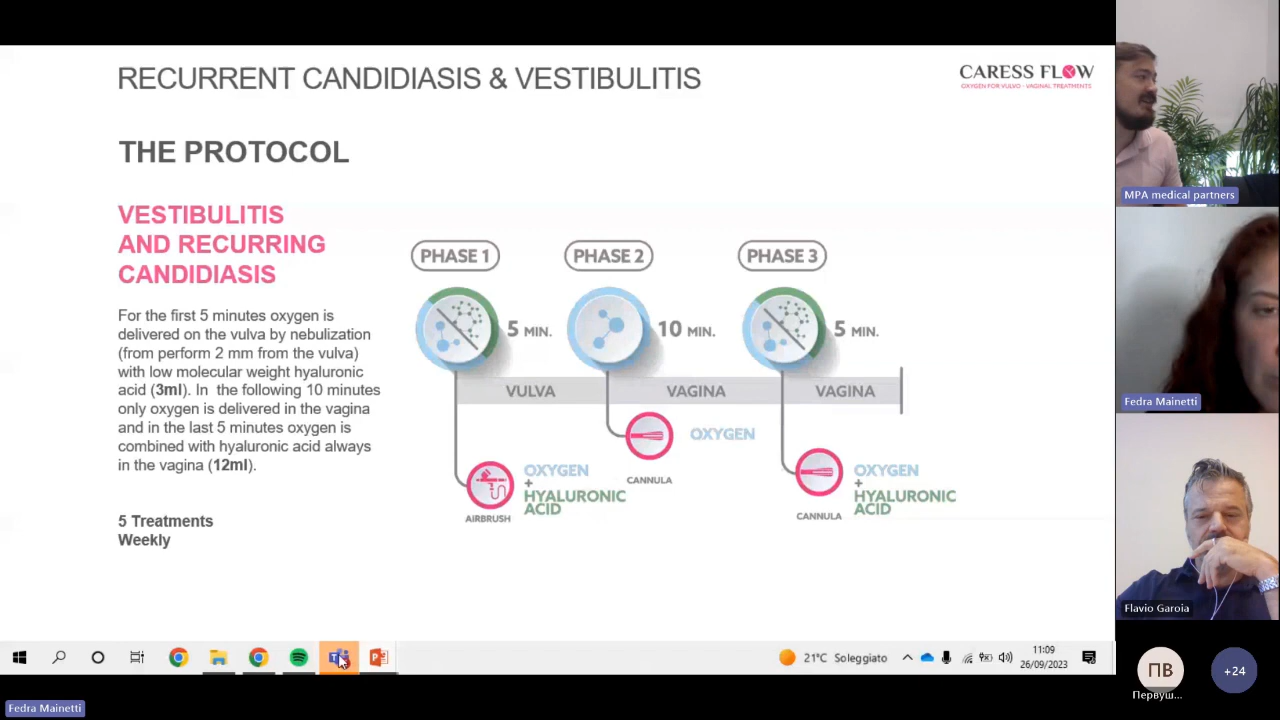 RECURRENT CANDIDIASIS & VESTIBULITIS
CARESS FLOW
OXYGEN FOR VULVO - VAGINAL TREATMENTS
THE PROTOCOL
VESTIBULITIS
AND RECURRING
CANDIDIASIS
For the first 5 minutes oxygen is
delivered on the vulva by nebulization
(from perform 2 mm from the vulva)
with low molecular weight hyaluronic
acid (3ml). In the following 10 minutes
only oxygen is delivered in the vagina
and in the last 5 minutes oxygen is
combined with hyaluronic acid always
in the vagina (12ml).
5 Treatments
Weekly
PHASE 1
PHASE 2
PHASE 3
5 MIN.
10 MIN.
5 MIN.
VULVA
VAGINA
VAGINA
OXYGEN
+
HYALURONIC
ACID
AIRBRUSH
OXYGEN
CANNULA
OXYGEN
+
HYALURONIC
ACID
CANNULA
21°C Soleggiato
11:09
26/09/2023
MPA medical partners
Fedra Mainetti
Flavio Garoia
ПВ
Первуш...
+24
Fedra Mainetti